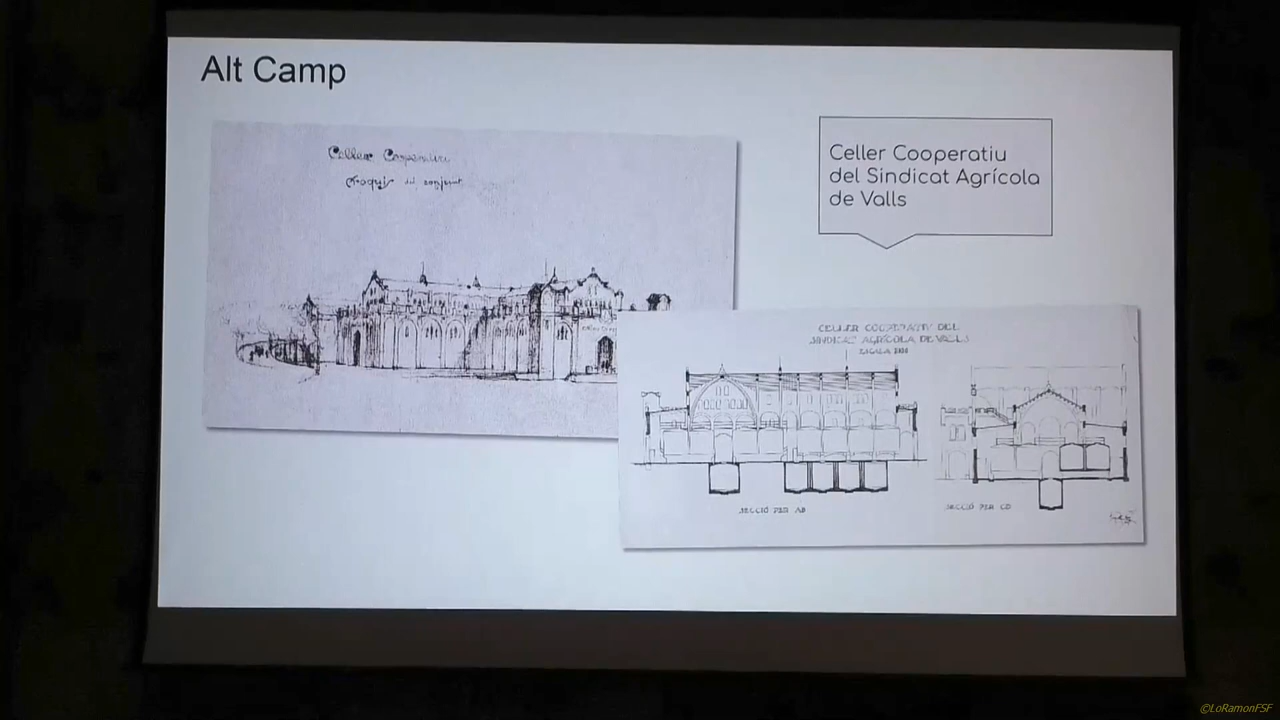 Alt Camp
Celler Cooperatiu
Croquis del conjunt
Celler Cooperatiu
del Sindicat Agrícola
de Valls
CELLER COOPERATIU DEL
SINDICAT AGRÍCOLA DE VALLS
SECCIÓ PER AB
SECCIÓ PER CD
©LoRamonFSF